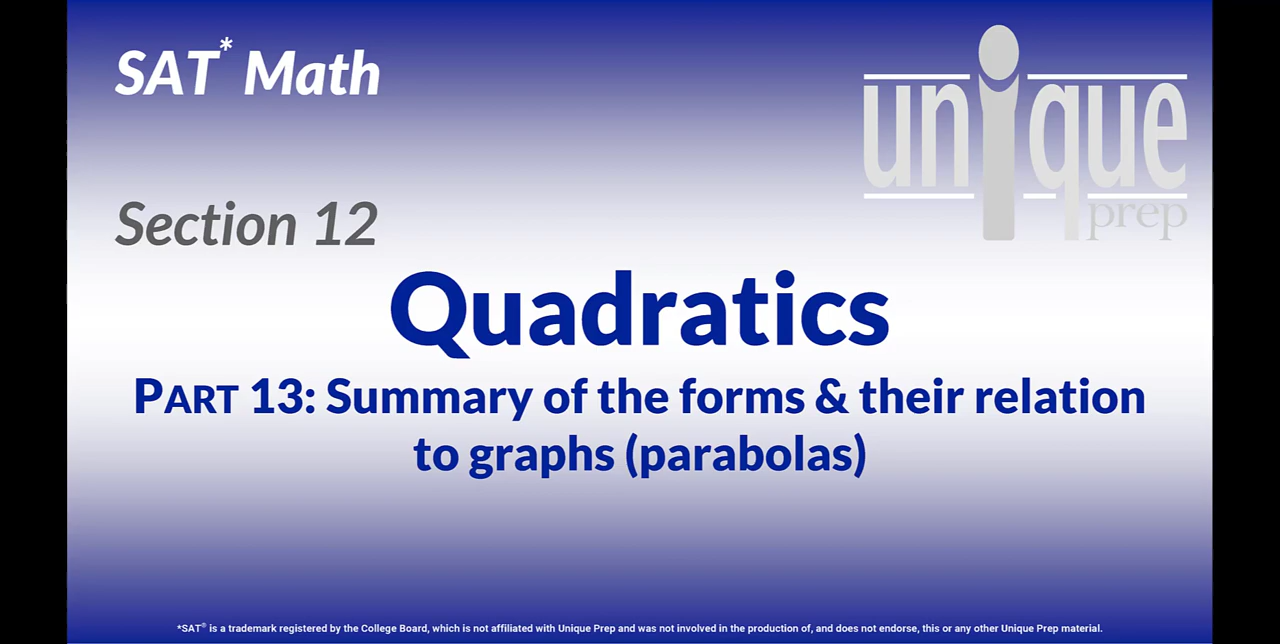 SAT* Math
unique
prep
Section 12
Quadratics
PART 13: Summary of the forms & their relation
to graphs (parabolas)
*SAT® is a trademark registered by the College Board, which is not affiliated with Unique Prep and was not involved in the production of, and does not endorse, this or any other Unique Prep material.